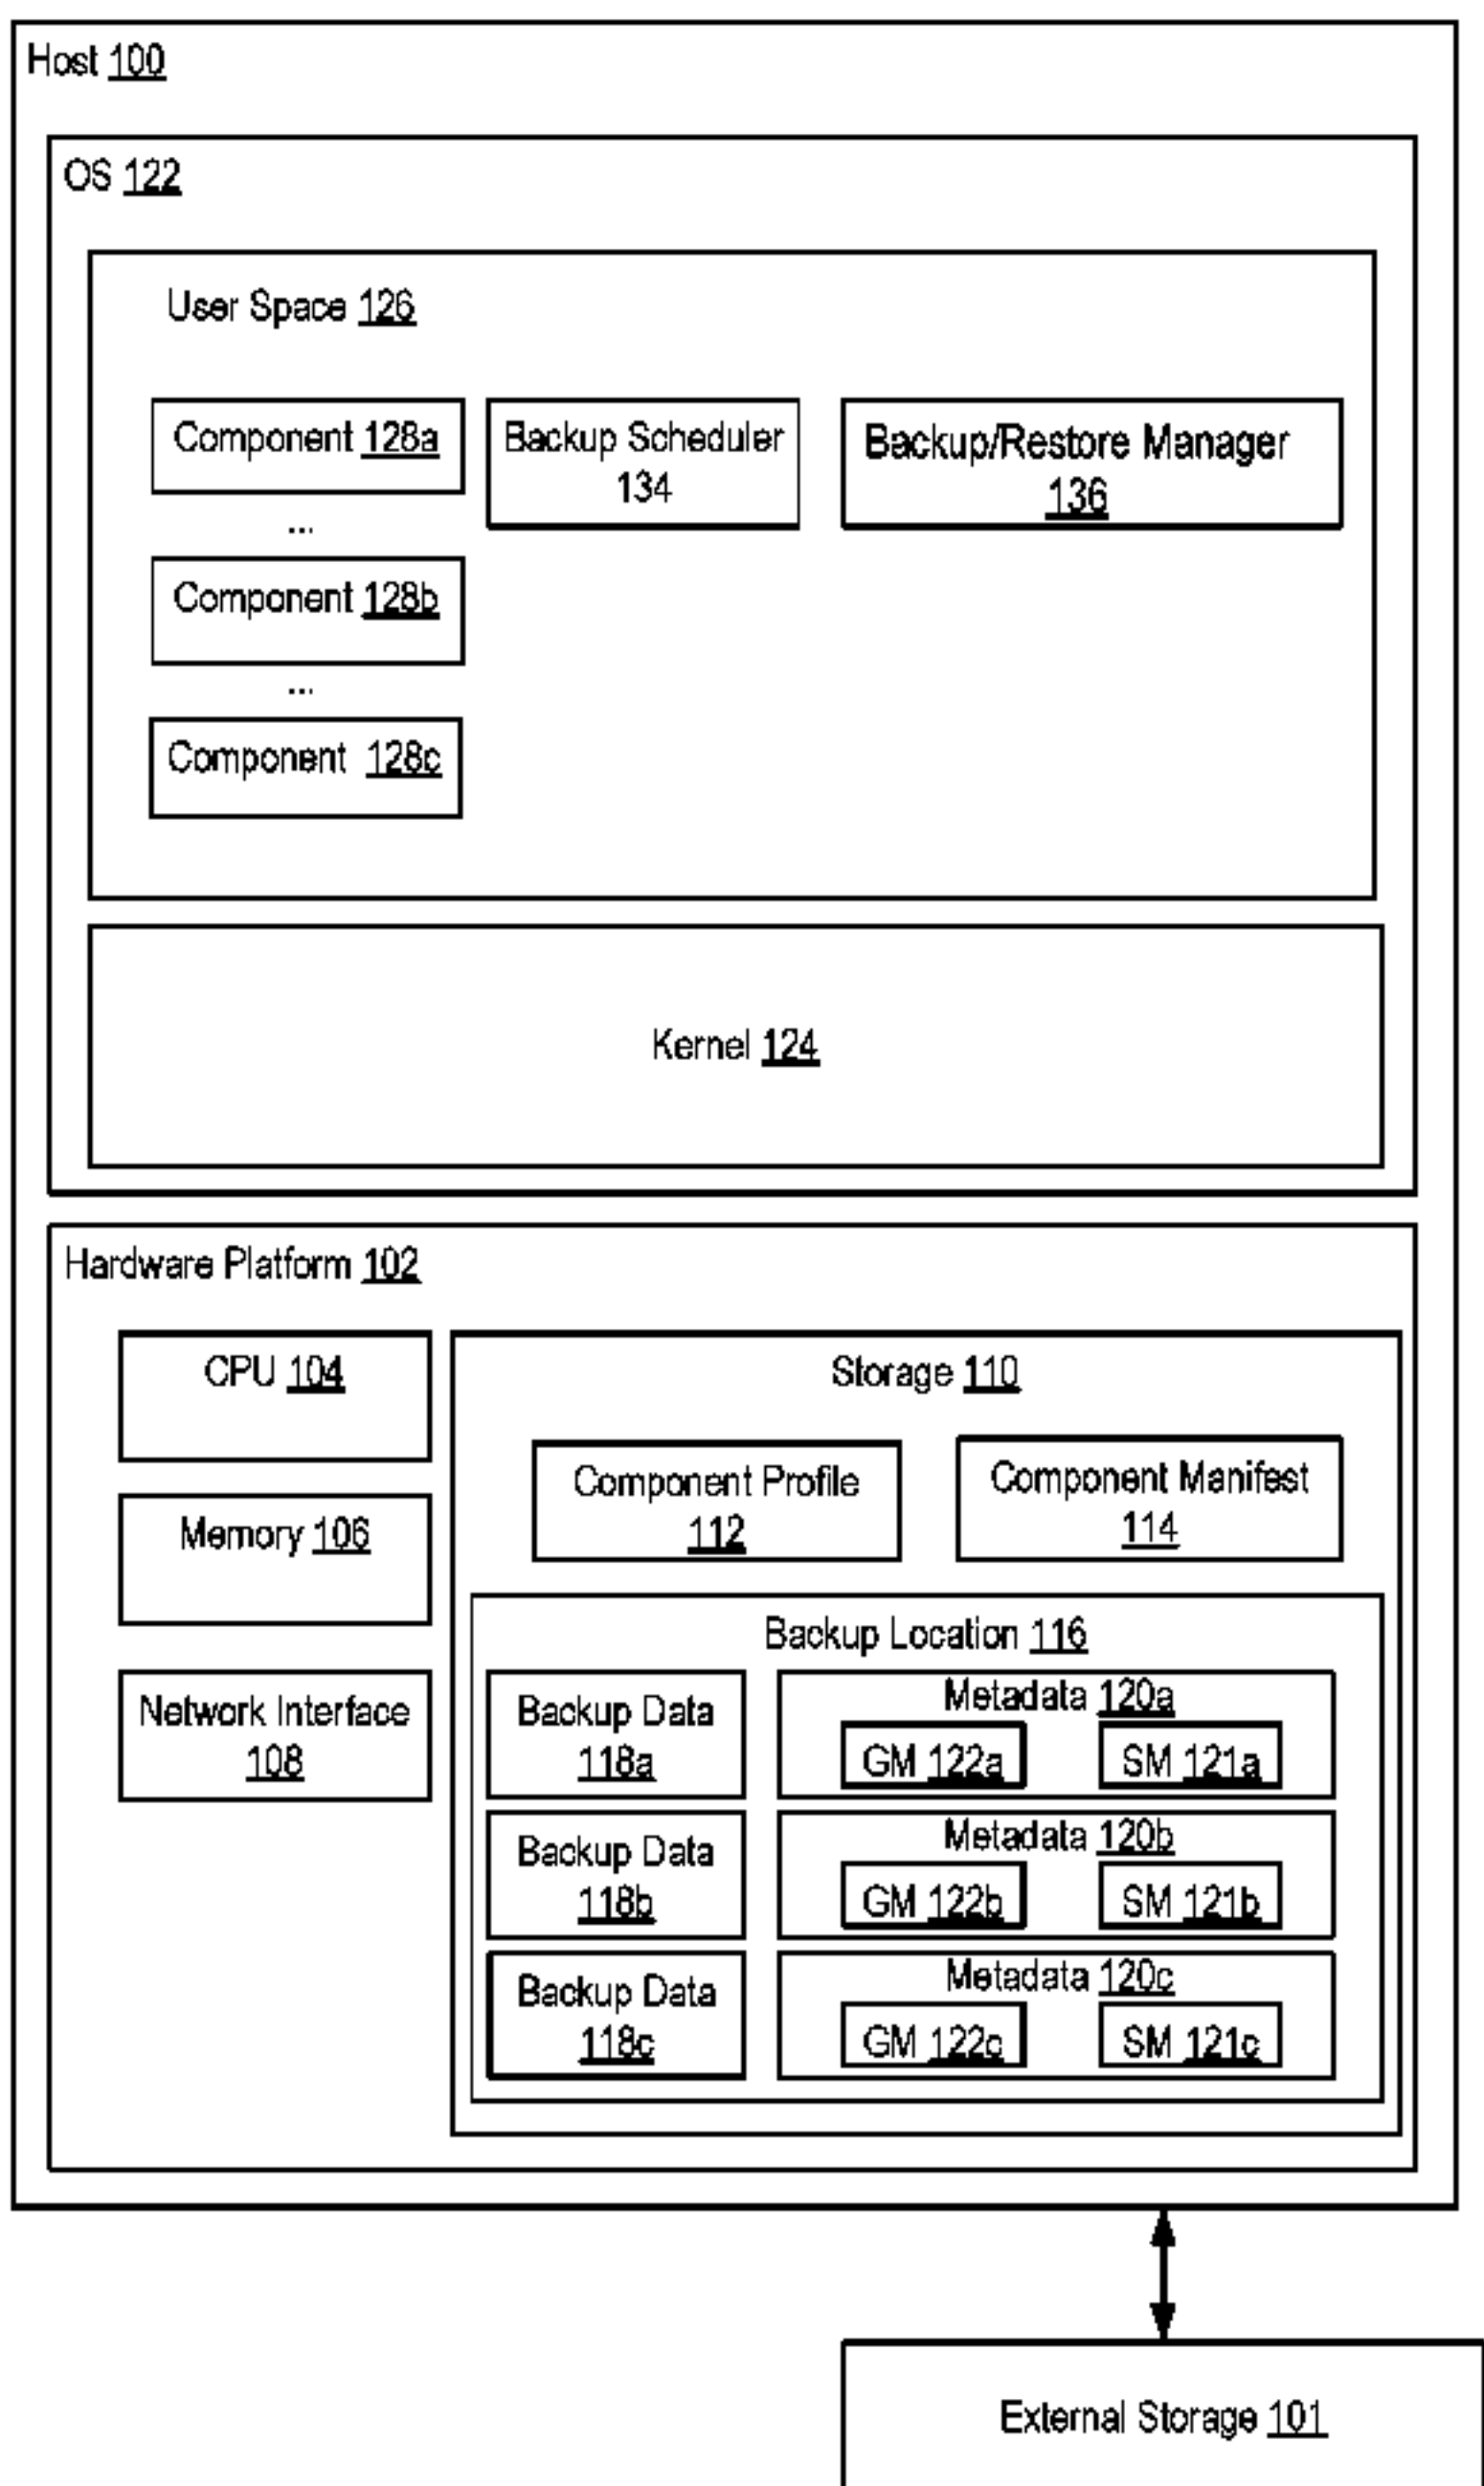 Host 100
OS 122
User Space 126
Component 128a
Backup Scheduler
134
Backup/Restore Manager
136
...
Component 128b
...
Component 128c
Kernel 124
Hardware Platform 102
CPU 104
Memory 106
Network Interface
108
Storage 110
Component Profile
112
Component Manifest
114
Backup Location 116
Backup Data
118a
Metadata 120a
GM 122a
SM 121a
Backup Data
118b
Metadata 120b
GM 122b
SM 121b
Backup Data
118c
Metadata 120c
GM 122c
SM 121c
External Storage 101